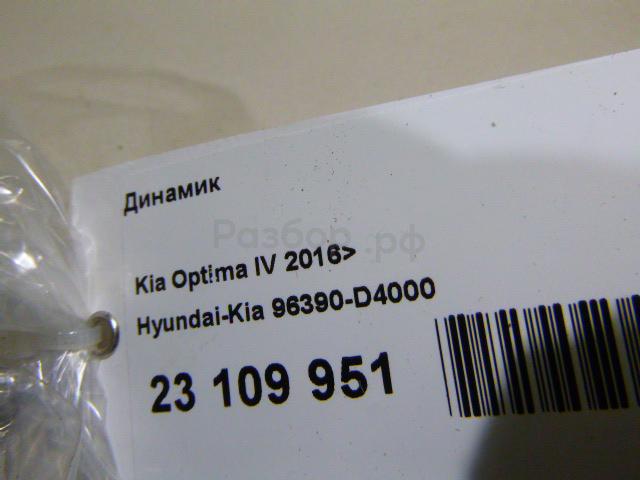 Динамик
Разбор.рф
Kia Optima IV 2016>
Hyundai-Kia 96390-D4000
23 109 951